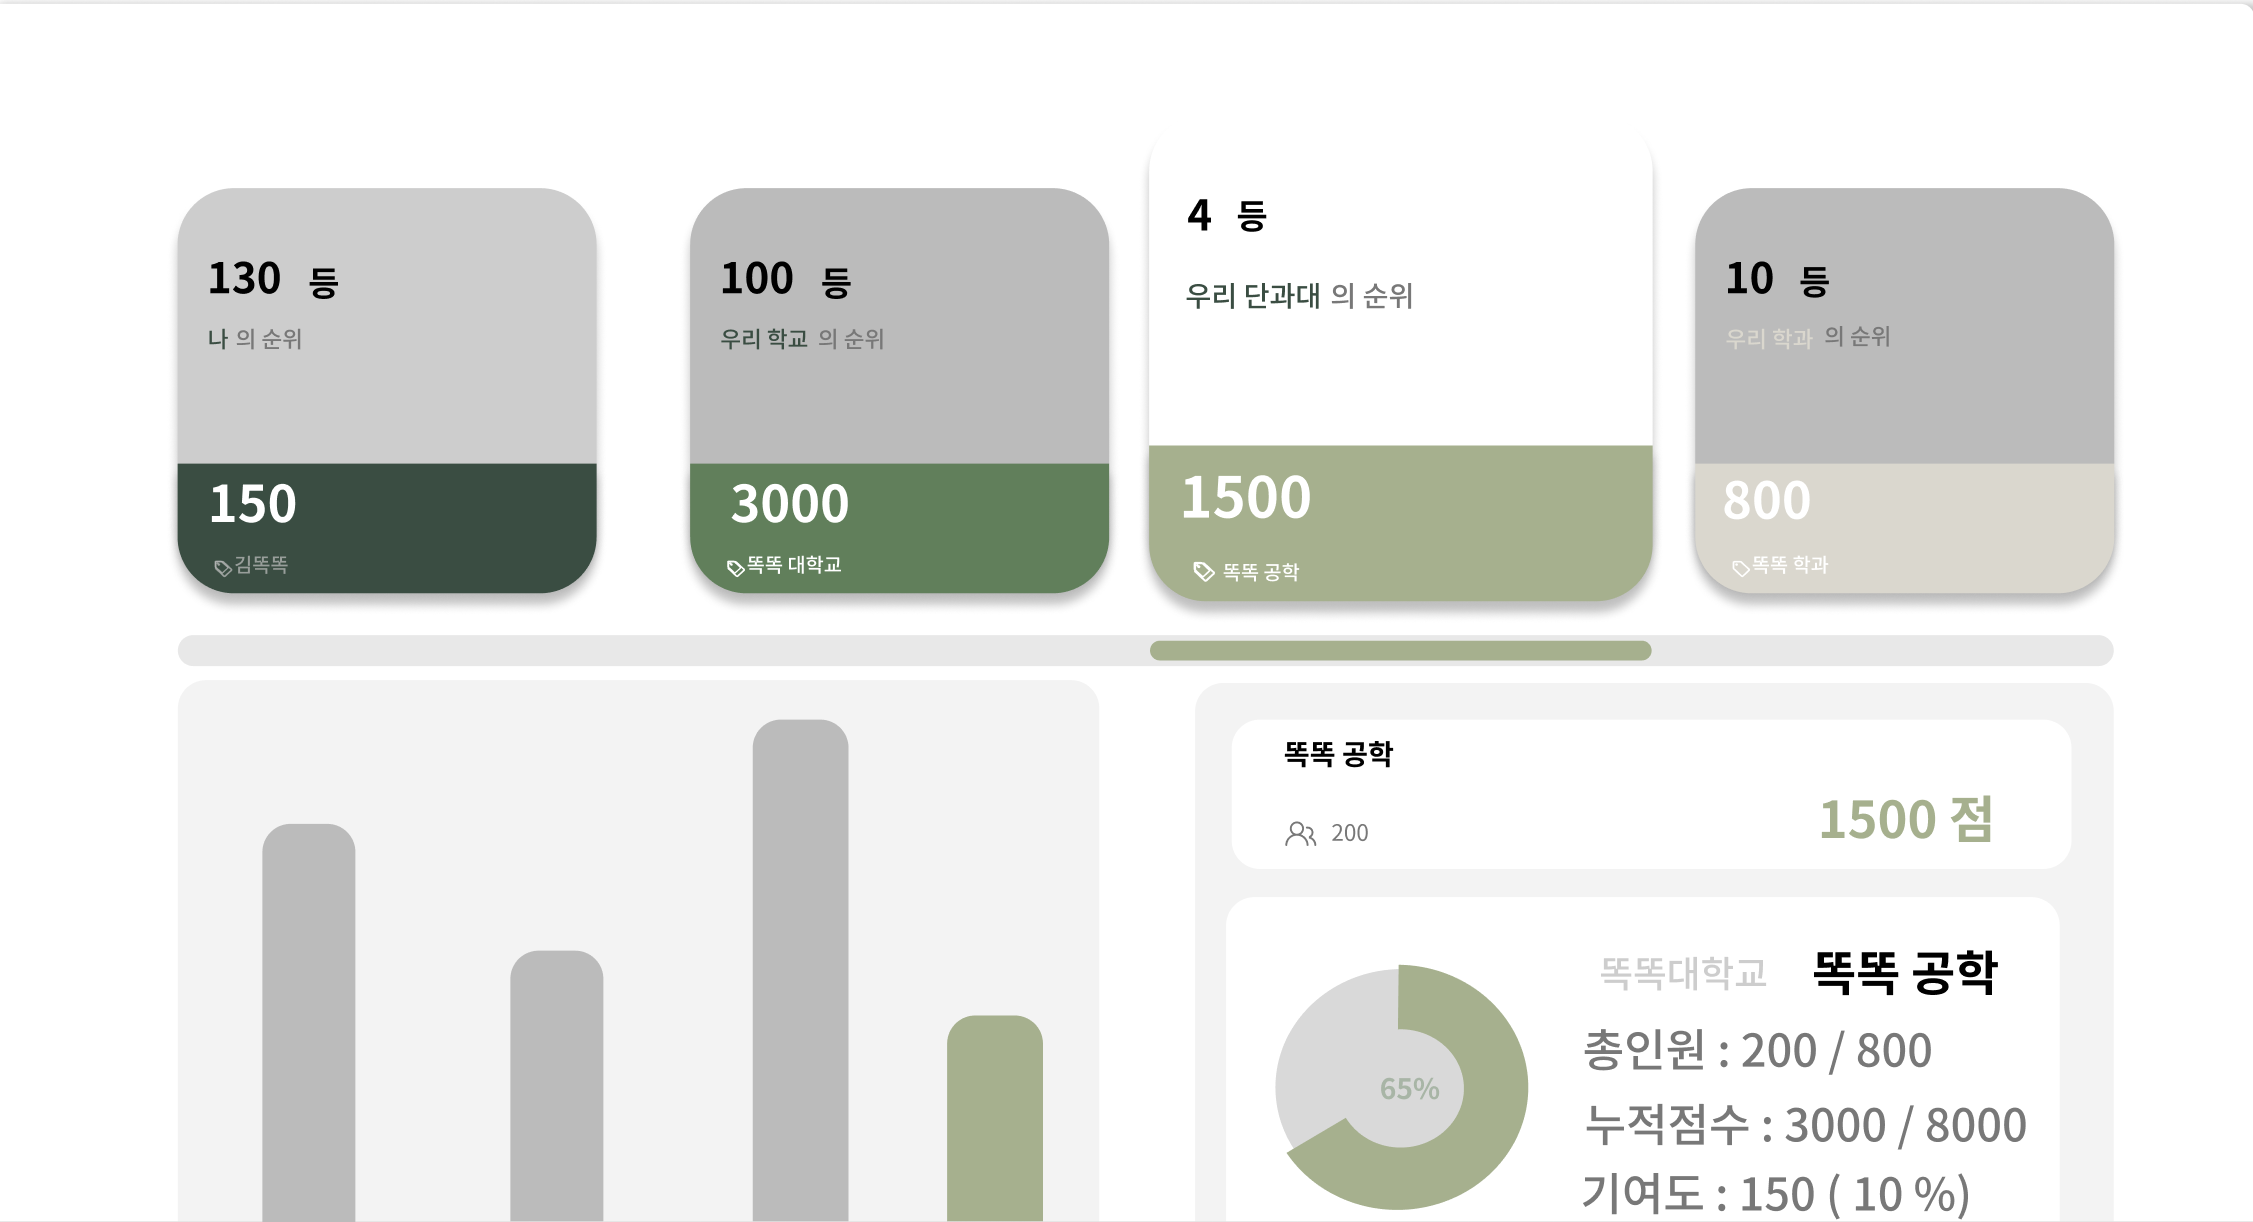 130 등
나 의 순위
150
김똑똑
100 등
우리 학교 의 순위
3000
똑똑 대학교
4 등
우리 단과대 의 순위
1500
똑똑 공학
10 등
우리 학과 의 순위
800
똑똑 학과
똑똑 공학
200
1500 점
65%
똑똑대학교 똑똑 공학
총인원 : 200 / 800
누적점수 : 3000 / 8000
기여도 : 150 ( 10 %)